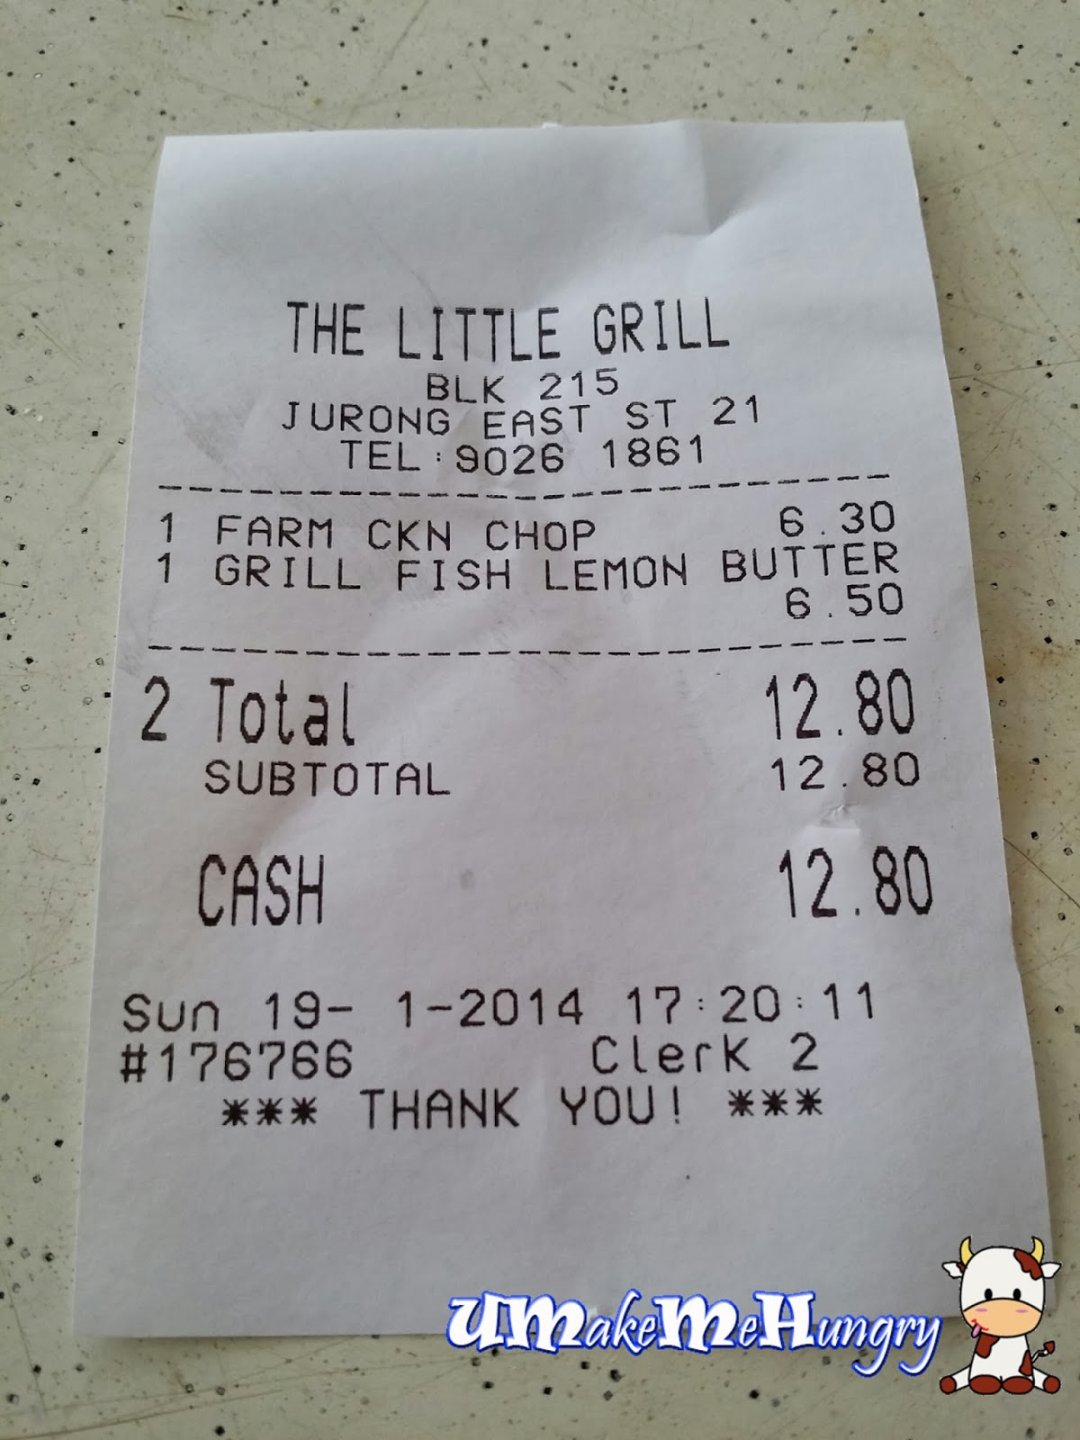 THE LITTLE GRILL
BLK 215
JURONG EAST ST 21
TEL:9026 1861
--------------------------------
1 FARM CKN CHOP 6.30
1 GRILL FISH LEMON BUTTER
6.50
--------------------------------
2 Total 12.80
SUBTOTAL 12.80
CASH 12.80
Sun 19- 1-2014 17:20:11
#176766 Clerk 2
*** THANK YOU! ***
UMakeMeHungry